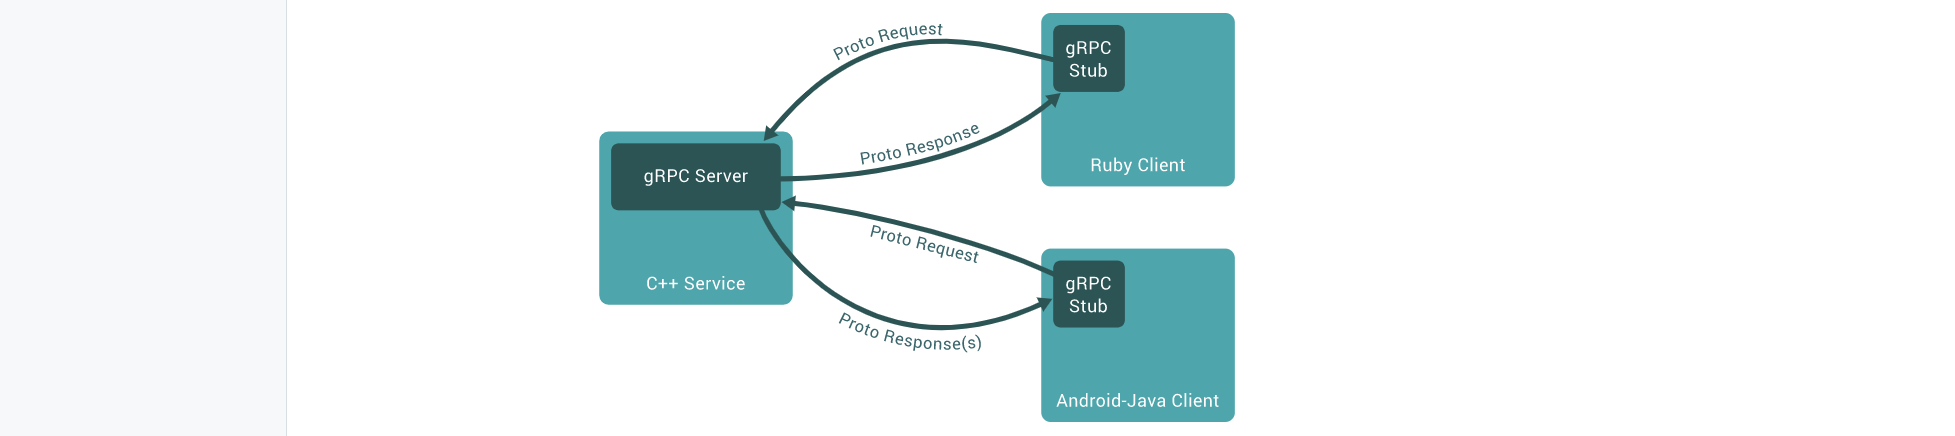 Proto Request
gRPC
Stub
Proto Response
Ruby Client
gRPC Server
C++ Service
Proto Request
gRPC
Stub
Proto Response(s)
Android-Java Client